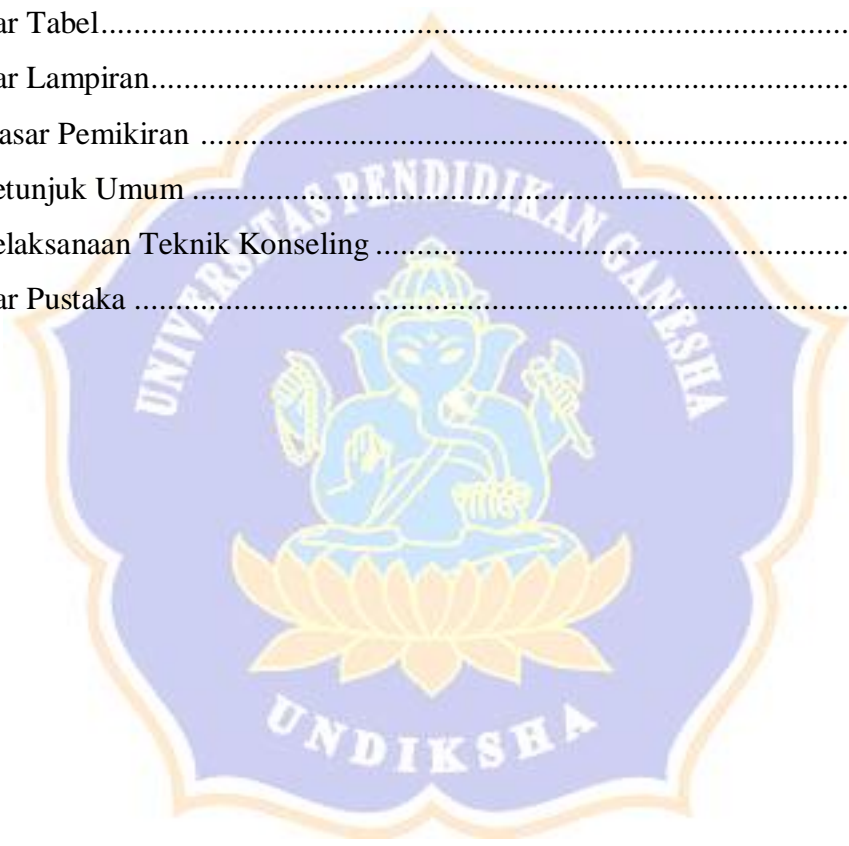 ar Tabel........................................................................................................
ar Lampiran.................................................................................................
asar Pemikiran ..........................................................................................
etunjuk Umum ...........................................................................................
elaksanaan Teknik Konseling ................................................................
ar Pustaka ...................................................................................................
UNIVERSITAS PENDIDIKAN GANESHA
UNDIKSHA